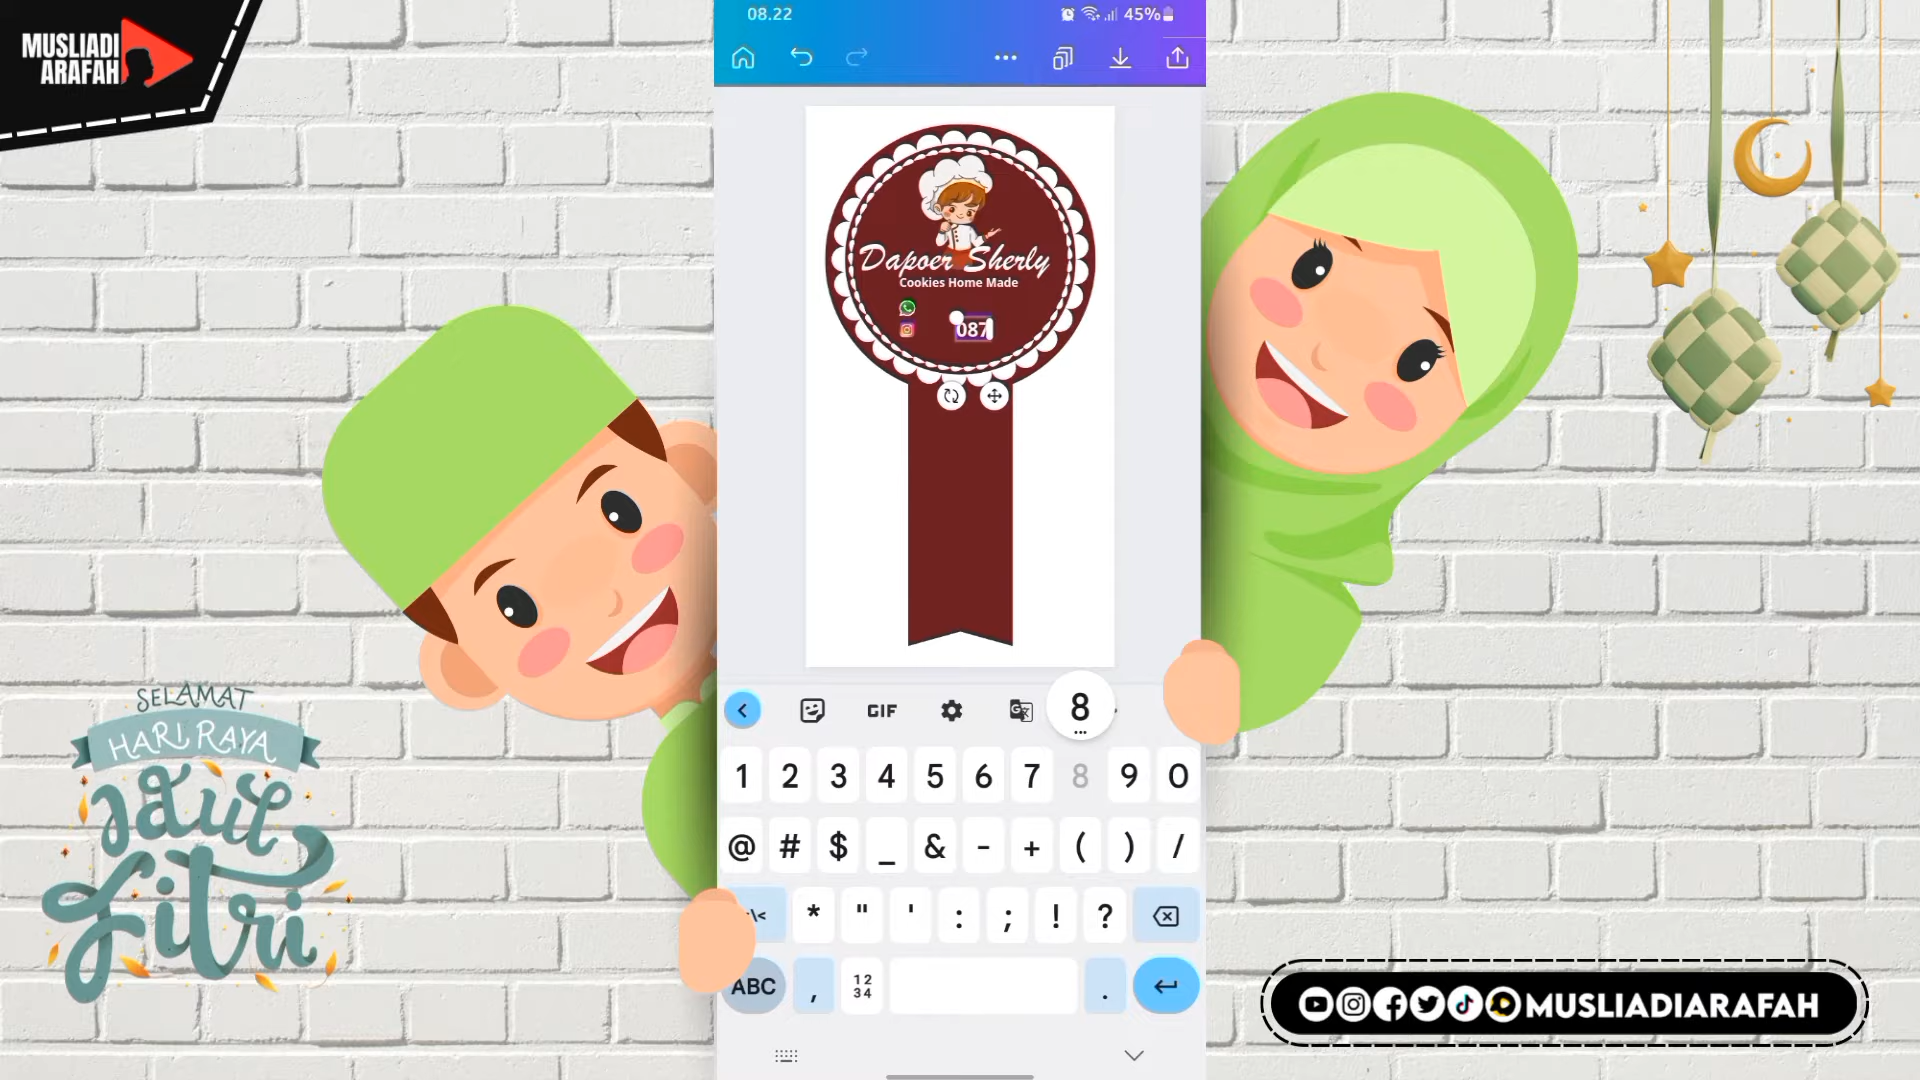 MUSLIADI
ARAFAH
08.22
45%
Dapoer Sherly
Cookies Home Made
087
SELAMAT
HARI RAYA
Idul
Fitri
GIF
8
1 2 3 4 5 6 7 8 9 0
@ # $ _ & - + ( ) /
\< * " ' : ; ! ?
ABC , 12 34 .
MUSLIADIARAFAH